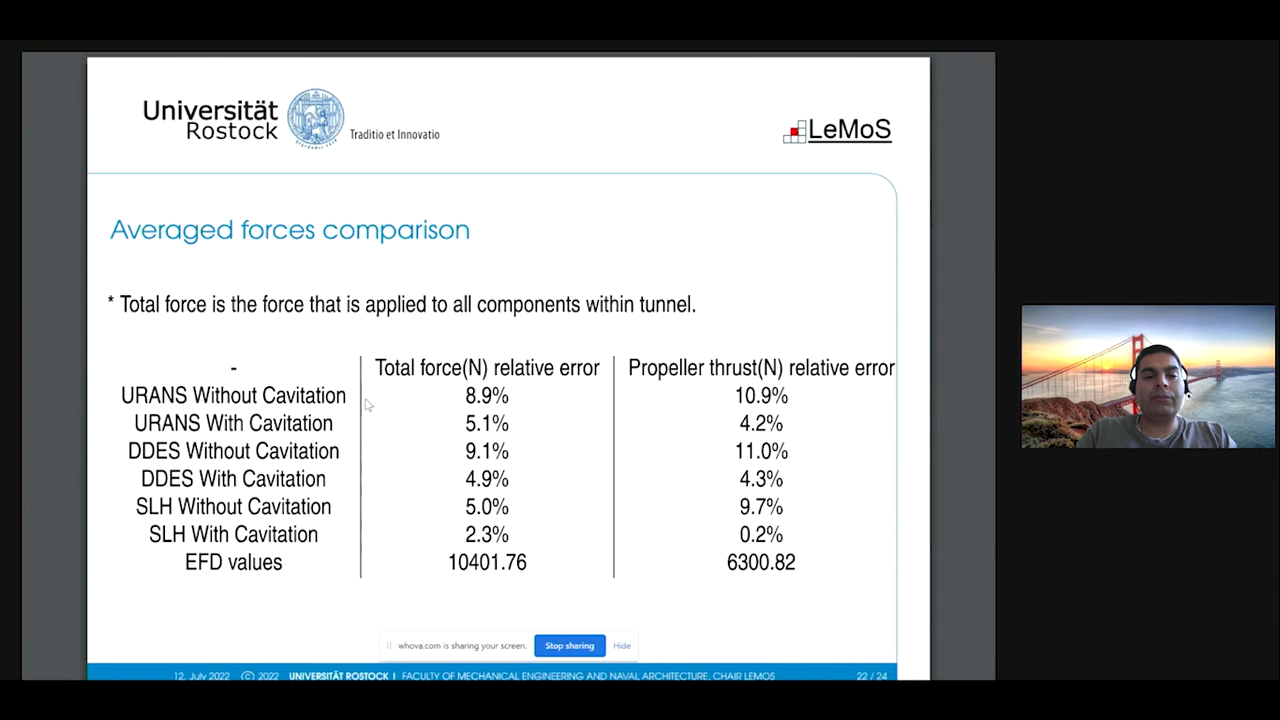 Universität
Rostock
Traditio et Innovatio
LeMoS
Averaged forces comparison
* Total force is the force that is applied to all components within tunnel.
- Total force(N) relative error Propeller thrust(N) relative error
URANS Without Cavitation 8.9% 10.9%
URANS With Cavitation 5.1% 4.2%
DDES Without Cavitation 9.1% 11.0%
DDES With Cavitation 4.9% 4.3%
SLH Without Cavitation 5.0% 9.7%
SLH With Cavitation 2.3% 0.2%
EFD values 10401.76 6300.82
whova.com is sharing your screen. Stop sharing Hide
12. July 2022 © 2022 UNIVERSITÄT ROSTOCK | FACULTY OF MECHANICAL ENGINEERING AND NAVAL ARCHITECTURE, CHAIR LEMOS 22 / 24